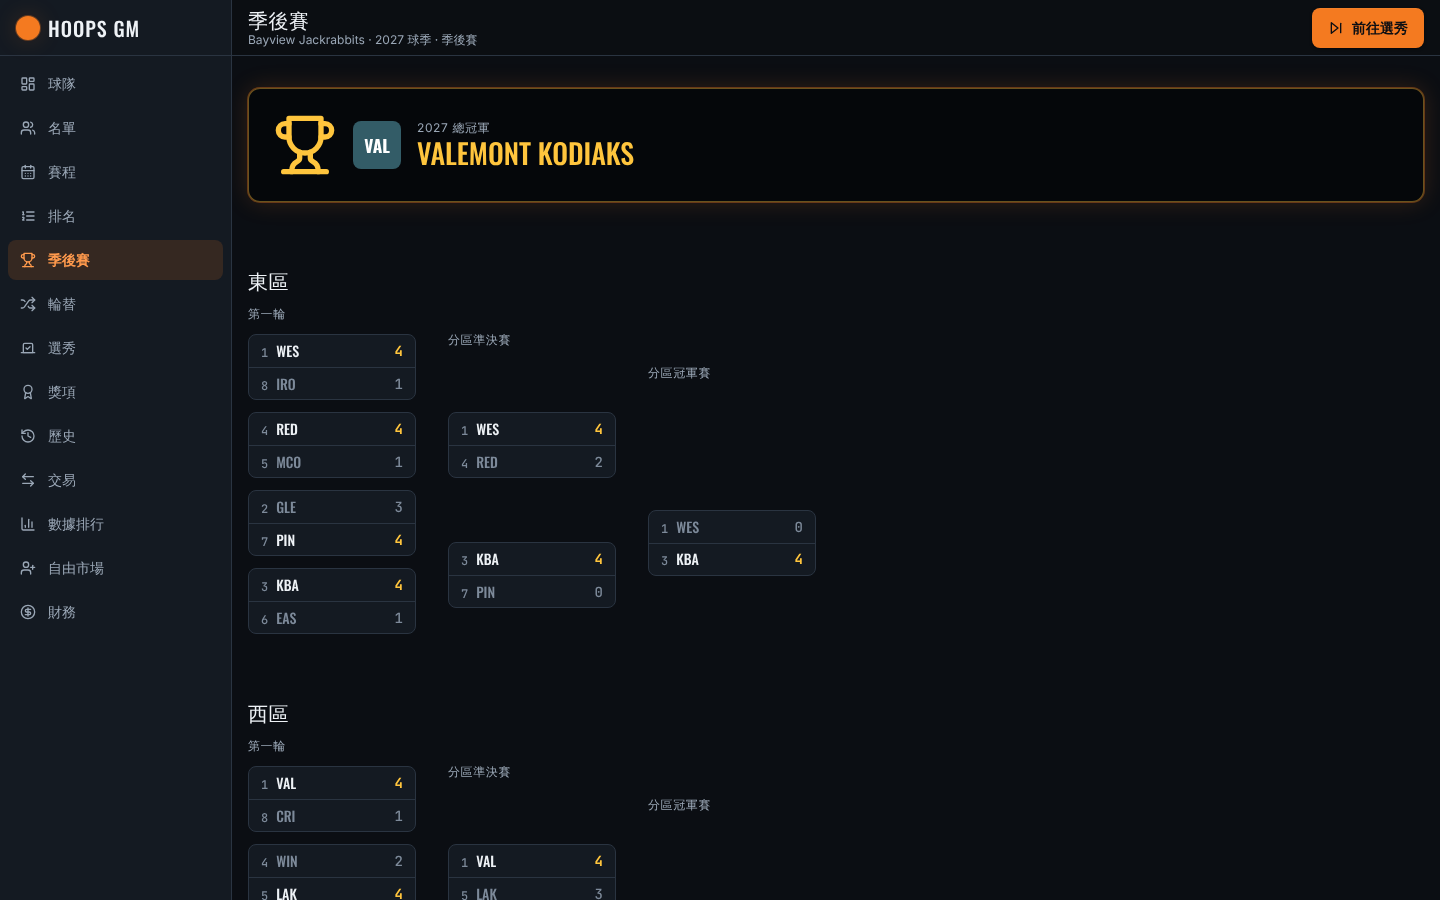 HOOPS GM
球隊
名單
賽程
排名
季後賽
輪替
選秀
獎項
歷史
交易
數據排行
自由市場
財務
季後賽
Bayview Jackrabbits · 2027 球季 · 季後賽
前往選秀
VAL
2027 總冠軍
VALEMONT KODIAKS
東區
第一輪
1 WES 4
8 IRO 1
4 RED 4
5 MCO 1
2 GLE 3
7 PIN 4
3 KBA 4
6 EAS 1
分區準決賽
1 WES 4
4 RED 2
3 KBA 4
7 PIN 0
分區冠軍賽
1 WES 0
3 KBA 4
西區
第一輪
1 VAL 4
8 CRI 1
4 WIN 2
5 LAK 4
分區準決賽
1 VAL 4
5 LAK 3
分區冠軍賽